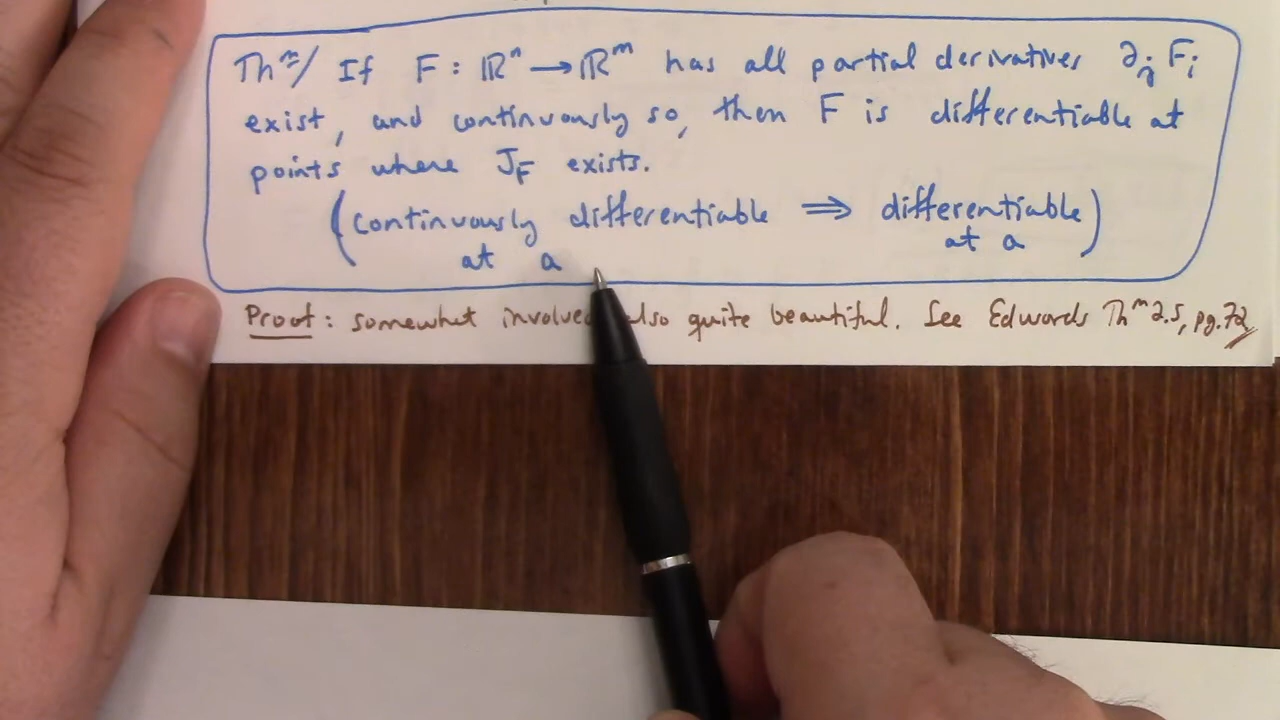 Thᵐ/ If F : ℝⁿ → ℝᵐ has all partial derivatives ∂ⱼ Fᵢ
exist, and continuously so, then F is differentiable at
points where J_F exists.
(continuously differentiable ⟹ differentiable)
at a at a
Proof : somewhat involved also quite beautiful. See Edwards Thᵐ 2.5, pg. 72